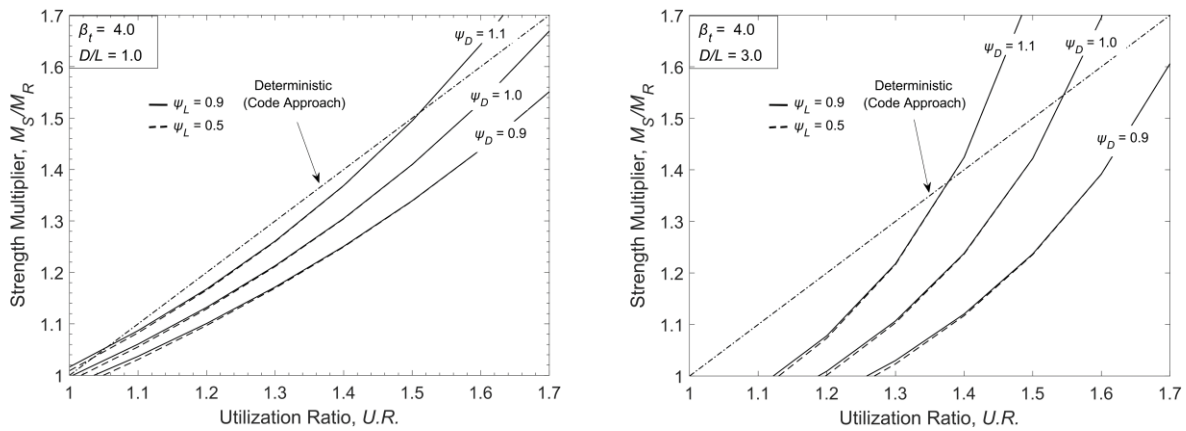 β_t = 4.0
D/L = 1.0
Deterministic
(Code Approach)
ψ_L = 0.9
ψ_L = 0.5
ψ_D = 1.1
ψ_D = 1.0
ψ_D = 0.9
Strength Multiplier, M_S/M_R
1.7
1.6
1.5
1.4
1.3
1.2
1.1
1
1 1.1 1.2 1.3 1.4 1.5 1.6 1.7
Utilization Ratio, U.R.
β_t = 4.0
D/L = 3.0
Deterministic
(Code Approach)
ψ_L = 0.9
ψ_L = 0.5
ψ_D = 1.1
ψ_D = 1.0
ψ_D = 0.9
Strength Multiplier, M_S/M_R
1.7
1.6
1.5
1.4
1.3
1.2
1.1
1
1 1.1 1.2 1.3 1.4 1.5 1.6 1.7
Utilization Ratio, U.R.